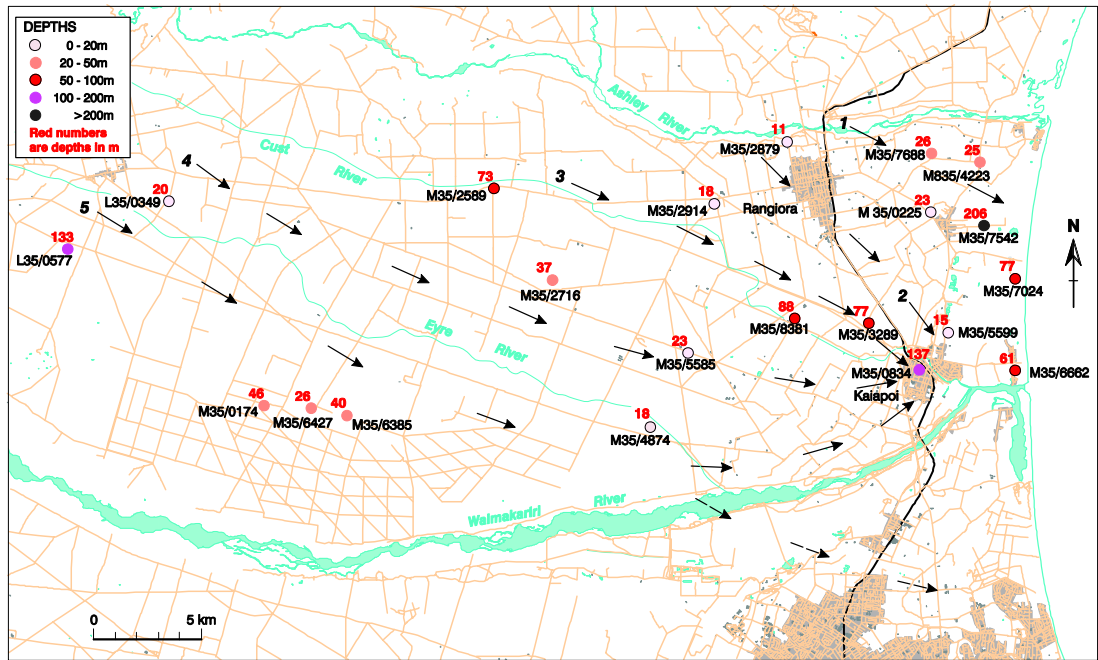 DEPTHS
0 - 20m
20 - 50m
50 - 100m
100 - 200m
>200m
Red numbers
are depths in m
Ashley River
1
11
M35/2879
26
M35/7688
25
M835/4223
Cust River
4
20
L35/0349
73
M35/2589
3
18
M35/2914
Rangiora
23
M 35/0225
206
M35/7542
N
5
133
L35/0577
37
M35/2716
77
M35/7024
88
M35/8381
77
M35/3289
2
15
M35/5599
Eyre River
23
M35/5585
137
M35/0834
61
M35/6662
Kaiapoi
46
M35/0174
26
M35/6427
40
M35/6385
18
M35/4874
Waimakariri River
0 5 km